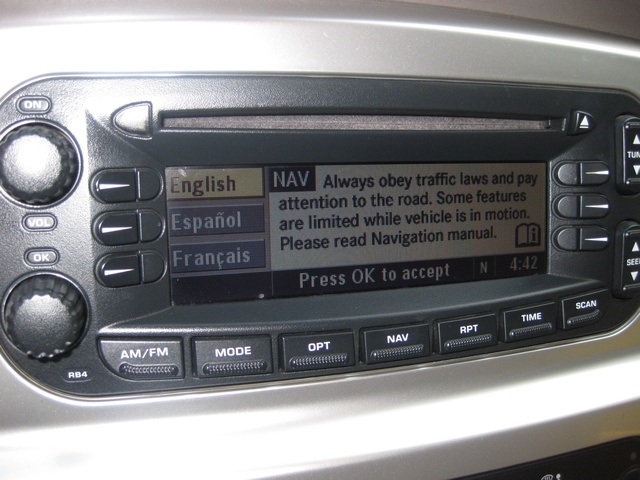 ON
VOL
OK
RB4
English
Español
Français
NAV Always obey traffic laws and pay
attention to the road. Some features
are limited while vehicle is in motion.
Please read Navigation manual.
Press OK to accept N 4:42
AM/FM MODE OPT NAV RPT TIME SCAN